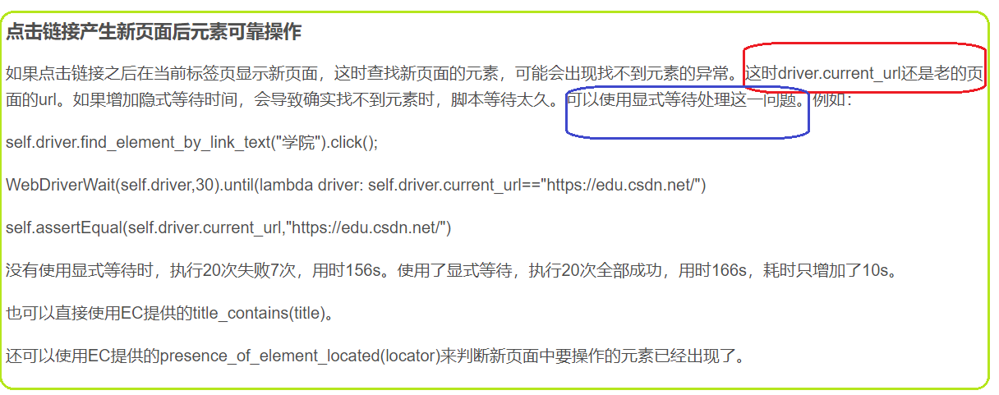 点击链接产生新页面后元素可靠操作
如果点击链接之后在当前标签页显示新页面，这时查找新页面的元素，可能会出现找不到元素的异常。这时driver.current_url还是老的页
面的url。如果增加隐式等待时间，会导致确实找不到元素时，脚本等待太久。可以使用显式等待处理这一问题。例如：
self.driver.find_element_by_link_text("学院").click();
WebDriverWait(self.driver,30).until(lambda driver: self.driver.current_url=="https://edu.csdn.net/")
self.assertEqual(self.driver.current_url,"https://edu.csdn.net/")
没有使用显式等待时，执行20次失败7次，用时156s。使用了显式等待，执行20次全部成功，用时166s，耗时只增加了10s。
也可以直接使用EC提供的title_contains(title)。
还可以使用EC提供的presence_of_element_located(locator)来判断新页面中要操作的元素已经出现了。